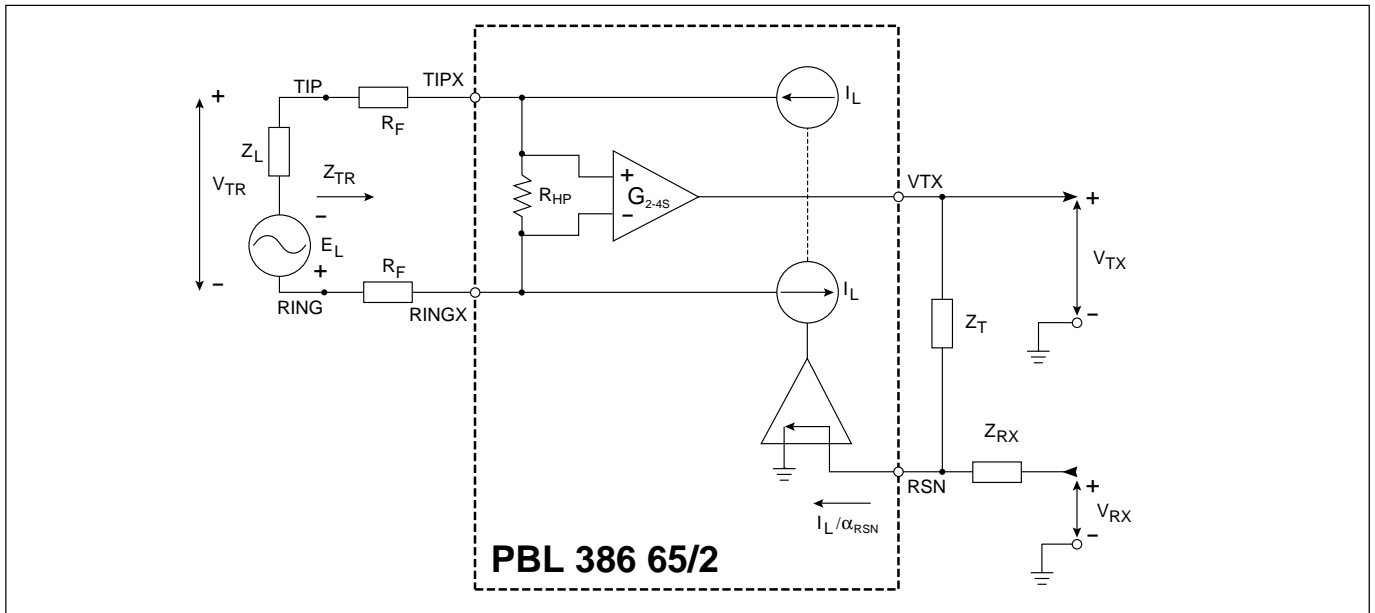 TIP
TIPX
+
R_F
I_L
Z_L
Z_TR
V_TR
−
+
R_HP
G_2-4S
−
VTX
+
E_L
+
−
RING
R_F
RINGX
I_L
V_TX
−
Z_T
Z_RX
RSN
+
I_L/α_RSN
V_RX
−
PBL 386 65/2